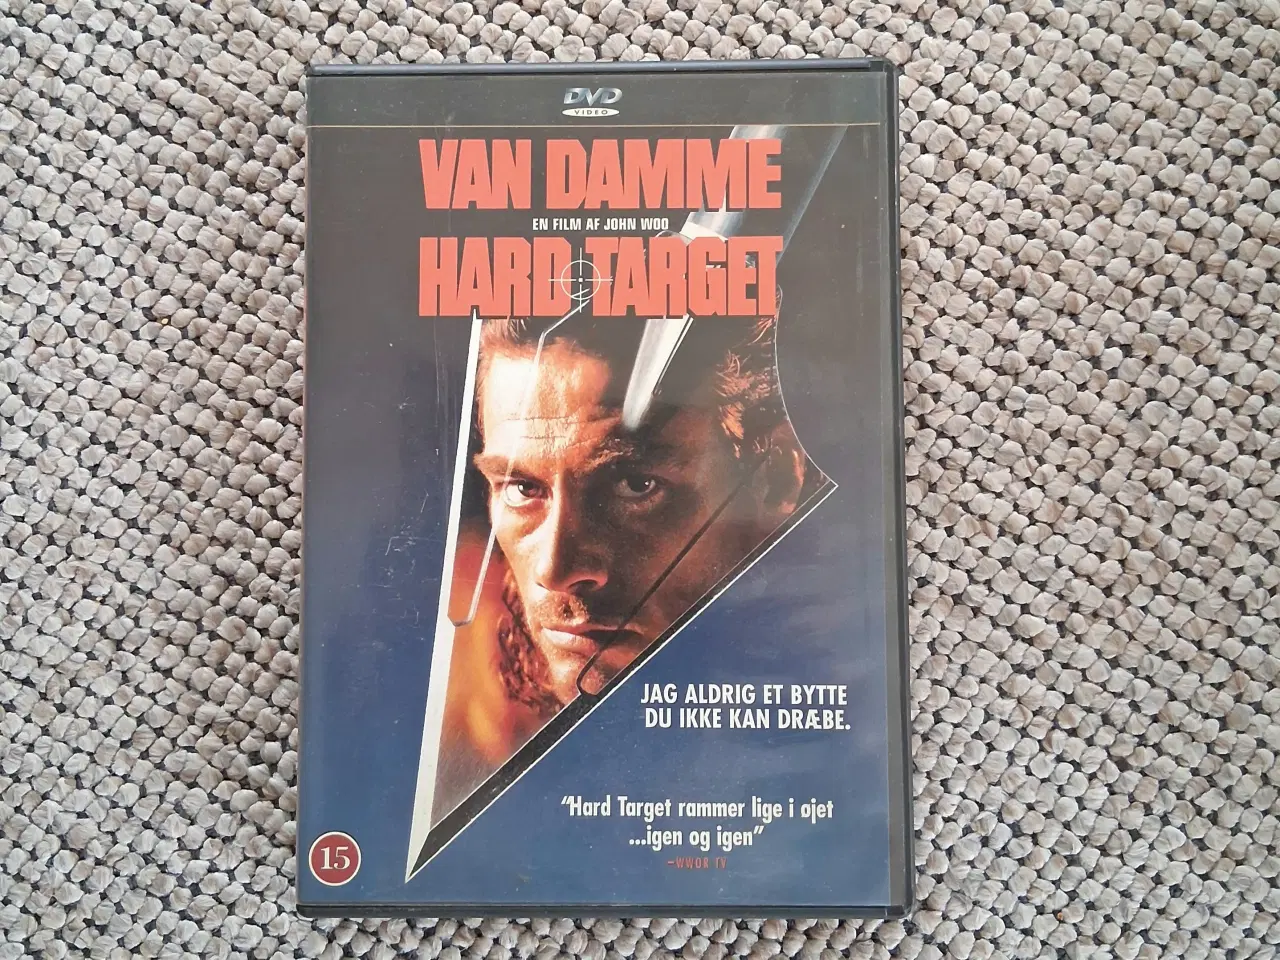 DVD
VIDEO
VAN DAMME
EN FILM AF JOHN WOO
HARD TARGET
JAG ALDRIG ET BYTTE
DU IKKE KAN DRÆBE.
"Hard Target rammer lige i øjet
...igen og igen"
–WWOR TV
15